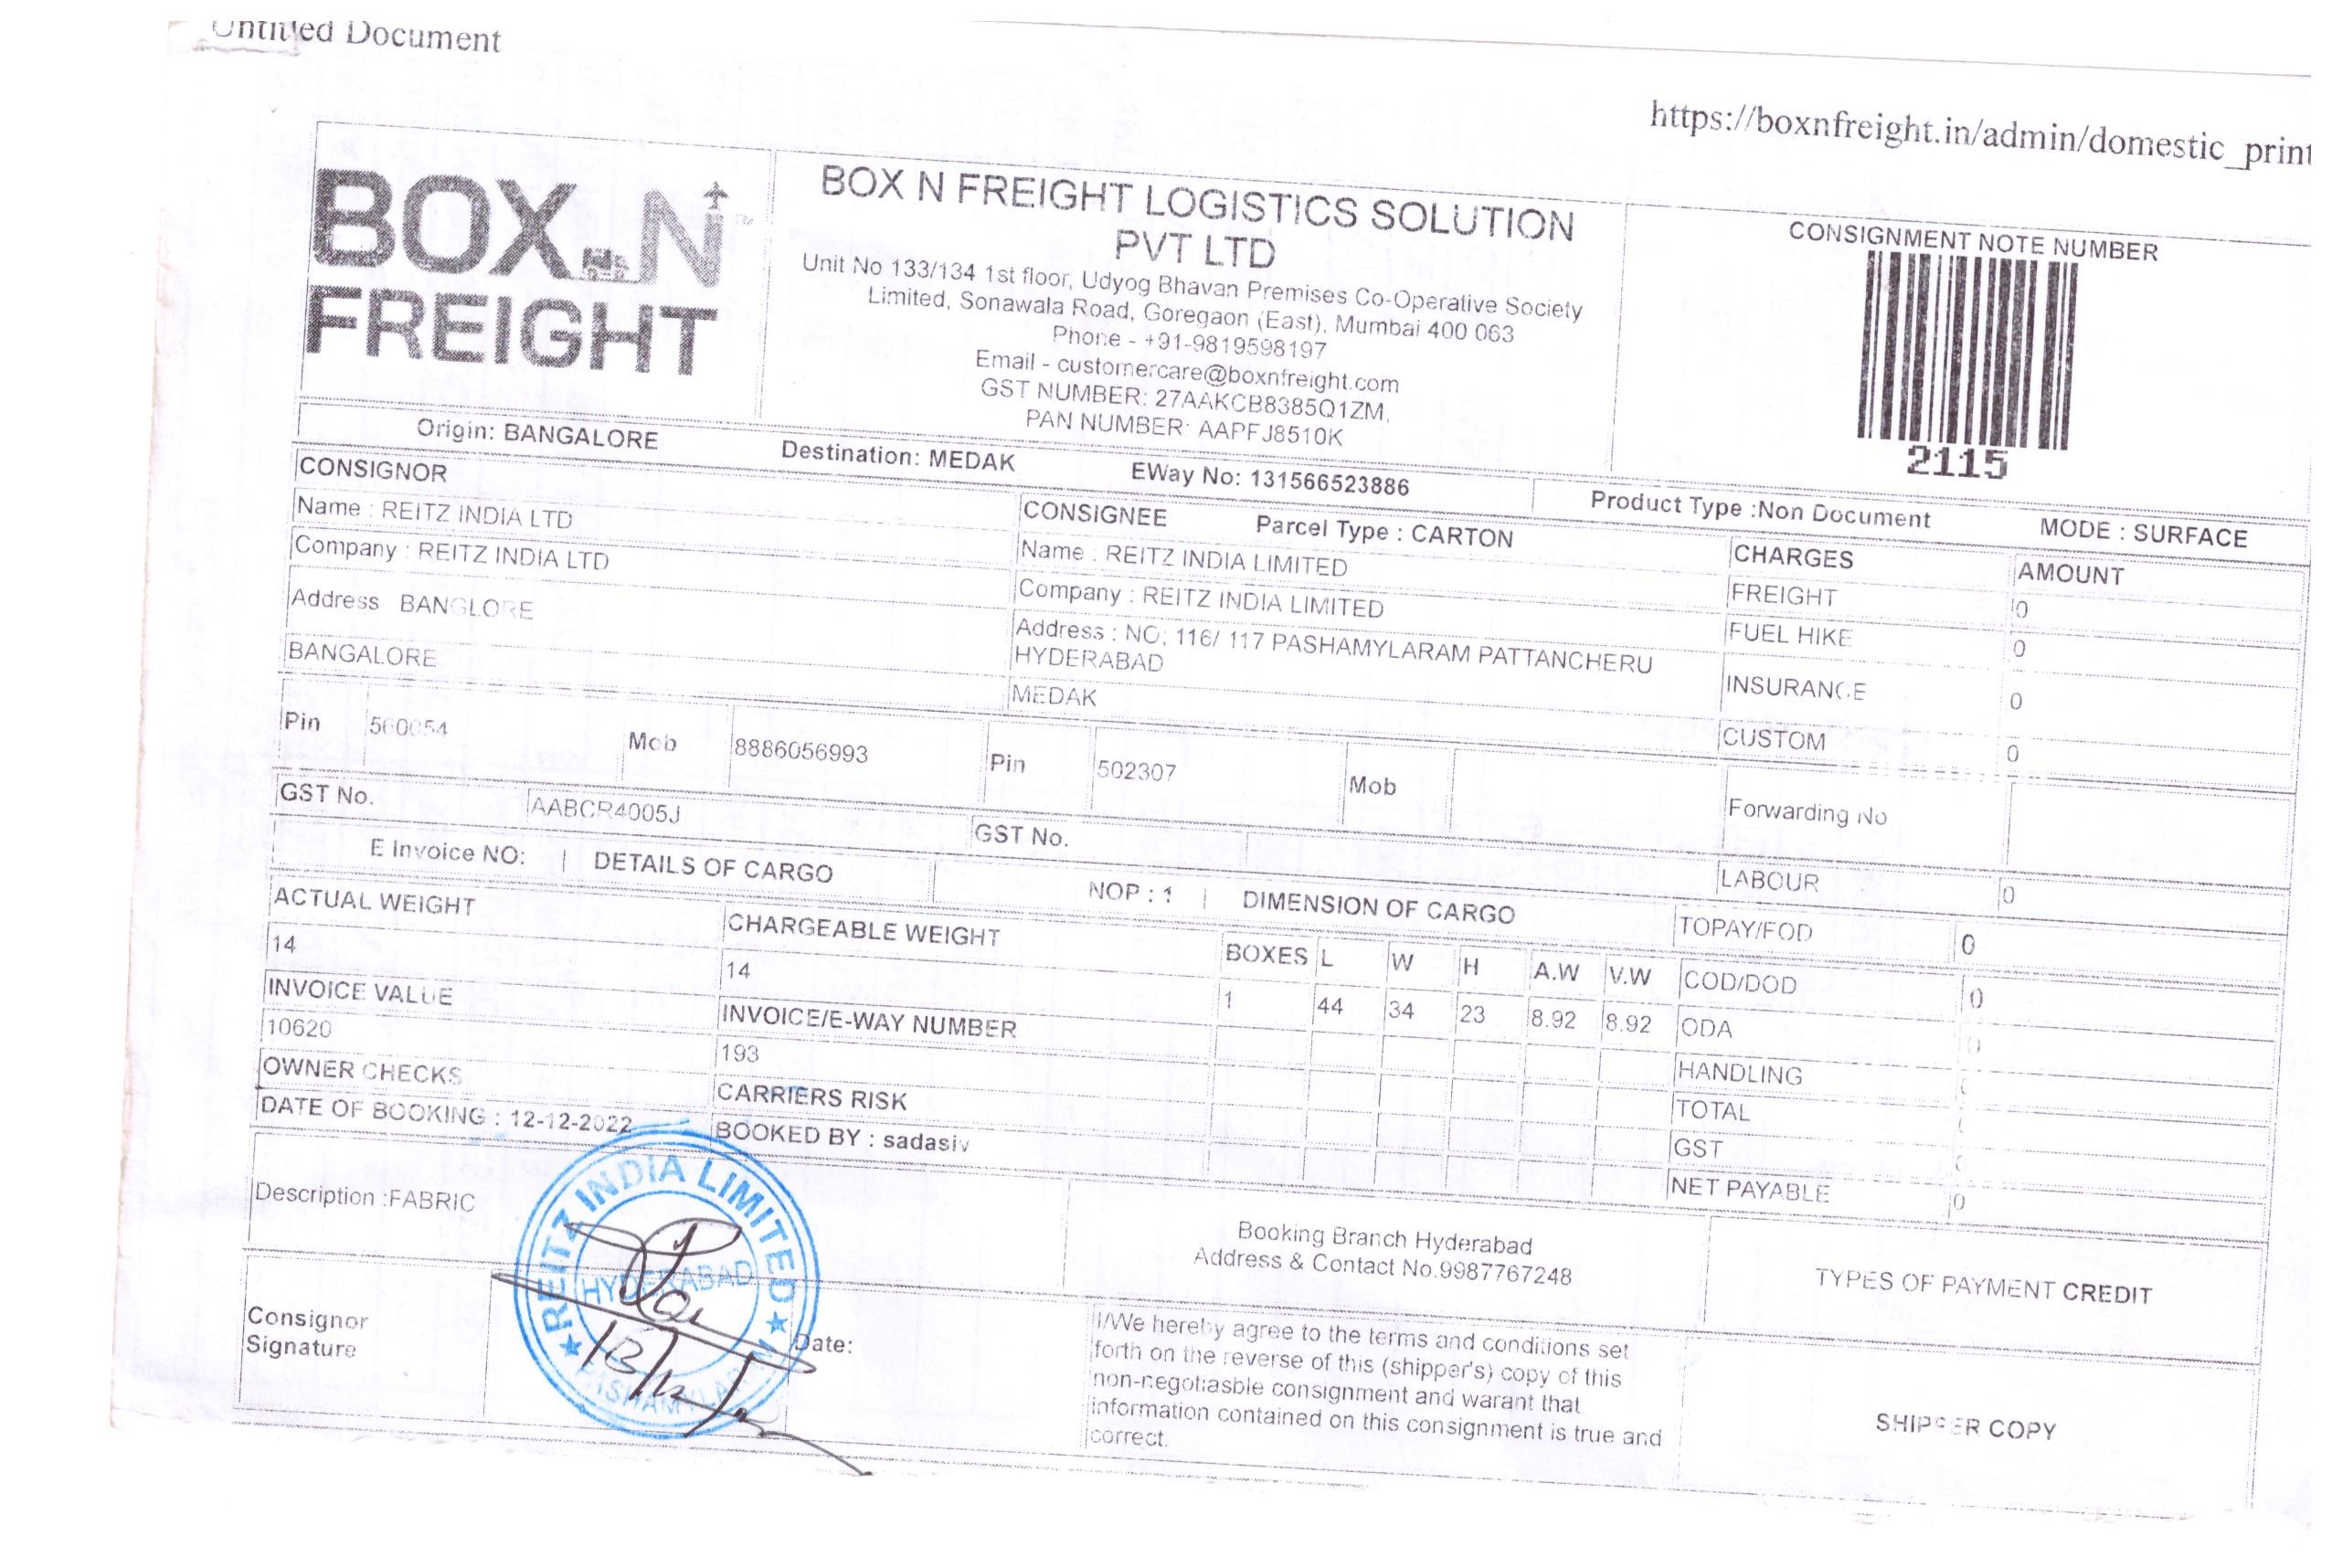 Untitled Document
https://boxnfreight.in/admin/domestic_print
BOX N
FREIGHT
BOX N FREIGHT LOGISTICS SOLUTION
PVT LTD
Unit No 133/134 1st floor, Udyog Bhavan Premises Co-Operative Society
Limited, Sonawala Road, Goregaon (East), Mumbai 400 063
Phone - +91-9819598197
Email - customercare@boxnfreight.com
GST NUMBER: 27AAKCB8385Q1ZM,
PAN NUMBER: AAPFJ8510K
CONSIGNMENT NOTE NUMBER
2115
Origin: BANGALORE Destination: MEDAK EWay No: 131566523886 Product Type :Non Document MODE : SURFACE
CONSIGNOR
Name : REITZ INDIA LTD
Company : REITZ INDIA LTD
Address BANGLORE
BANGALORE
Pin 560054 Mob 8886056993
GST No. AABCR4005J
CONSIGNEE Parcel Type : CARTON
Name : REITZ INDIA LIMITED
Company : REITZ INDIA LIMITED
Address : NO; 116/ 117 PASHAMYLARAM PATTANCHERU
HYDERABAD
MEDAK
Pin 502307 Mob
GST No.
CHARGES AMOUNT
FREIGHT 0
FUEL HIKE 0
INSURANCE 0
CUSTOM 0
Forwarding No
LABOUR 0
TOPAY/FOD 0
COD/DOD 0
ODA 0
HANDLING
TOTAL
GST
NET PAYABLE 0
E Invoice NO: | DETAILS OF CARGO NOP : 1 | DIMENSION OF CARGO
ACTUAL WEIGHT CHARGEABLE WEIGHT
14 14
INVOICE VALUE INVOICE/E-WAY NUMBER
10620 193
OWNER CHECKS CARRIERS RISK
DATE OF BOOKING : 12-12-2022 BOOKED BY : sadasiv
BOXES L W H A.W V.W
1 44 34 23 8.92 8.92
Description :FABRIC
Booking Branch Hyderabad
Address & Contact No.9987767248
TYPES OF PAYMENT CREDIT
Consignor
Signature
REITZ INDIA LIMITED
HYDERABAD
Date:
I/We hereby agree to the terms and conditions set
forth on the reverse of this (shipper's) copy of this
non-negotiasble consignment and warant that
information contained on this consignment is true and
correct.
SHIPPER COPY